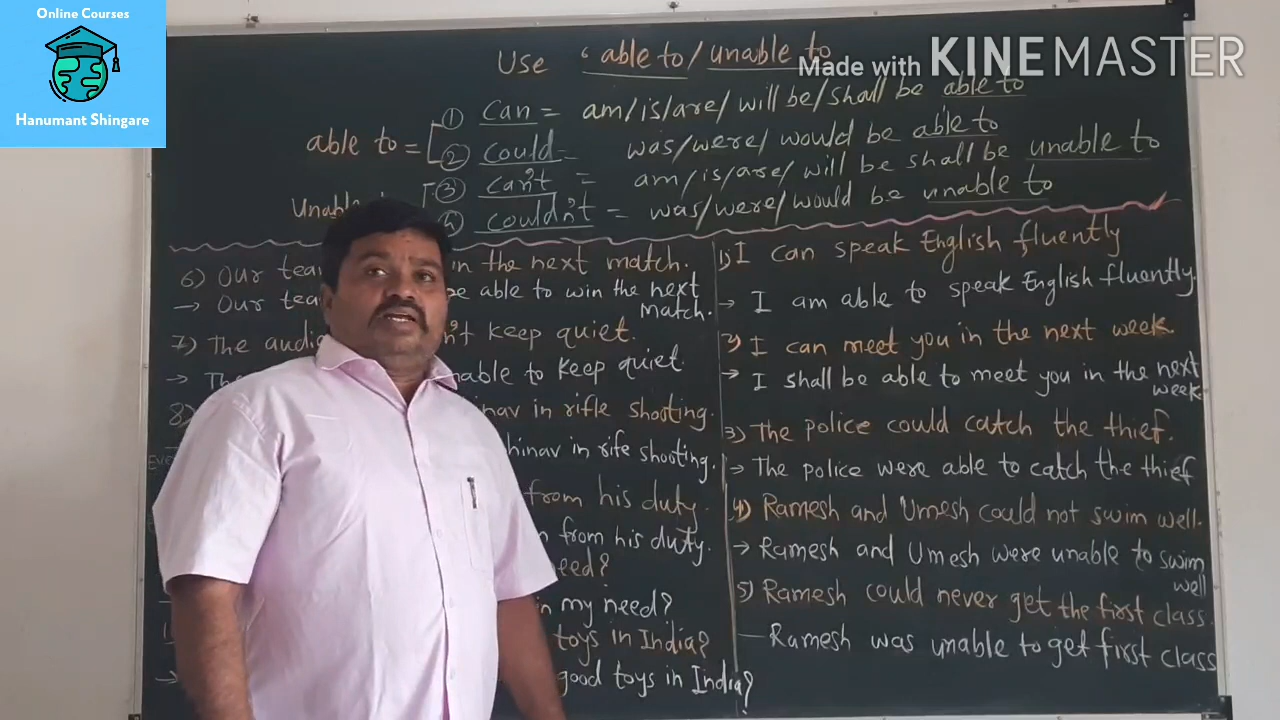 Online Courses
Hanumant Shingare
Made with KINEMASTER
Use 'able to/unable to
able to =
① can = am/is/are/ will be/shall be able to
② could = was/were/ would be able to
③ can't = am/is/are/ will be shall be unable to
couldn't = was/were/would be unable to
6) Our in the next match.
→ Our be able to win the next
match.
7) The keep quiet.
→ to keep quiet.
8) in rifle shooting.
in rife shooting.
from his duty.
from his duty.
need?
in my need?
toys in India?
→ good toys in India?
1) I can speak English fluently
→ I am able to speak English fluently.
2) I can meet you in the next week.
→ I shall be able to meet you in the next
week.
3) The police could catch the thief.
→ The police were able to catch the thief
4) Ramesh and Umesh could not swim well.
→ Ramesh and Umesh were unable to swim
well
5) Ramesh could never get the first class.
— Ramesh was unable to get first class